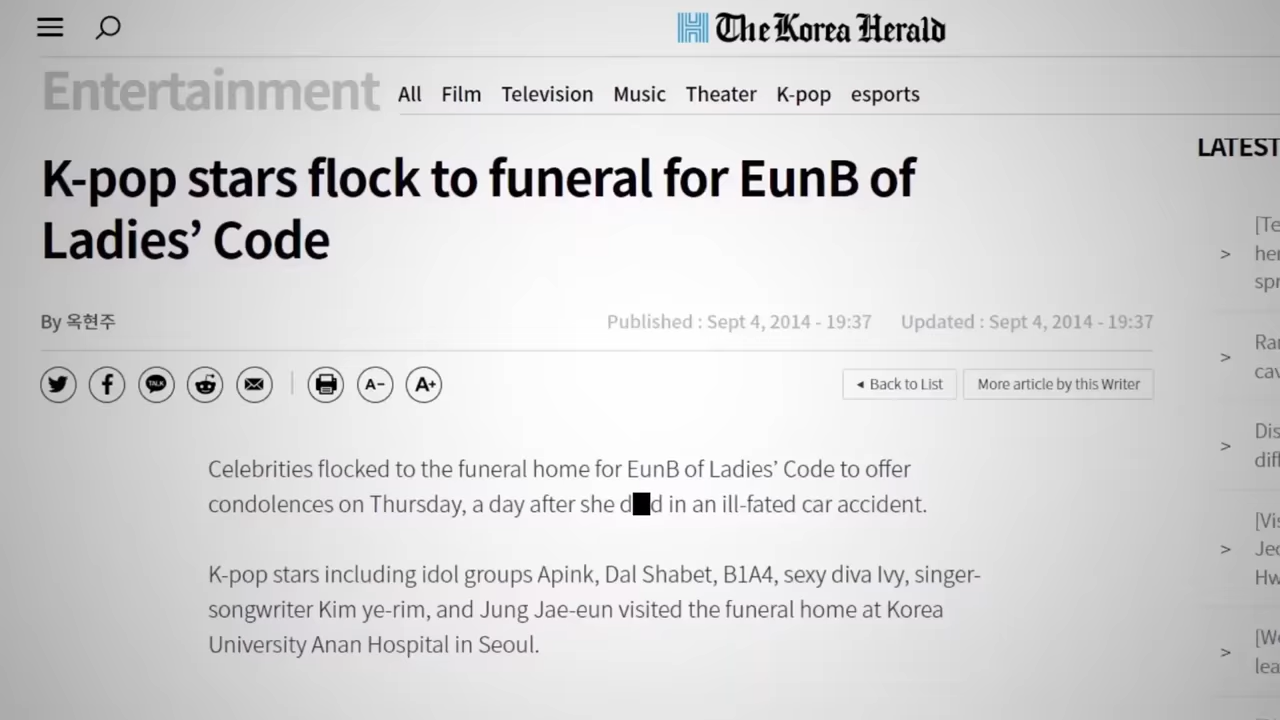 The Korea Herald
Entertainment All Film Television Music Theater K-pop esports
K-pop stars flock to funeral for EunB of
Ladies’ Code
LATEST
By 옥현주 Published : Sept 4, 2014 - 19:37 Updated : Sept 4, 2014 - 19:37
TALK A- A+ Back to List More article by this Writer
Celebrities flocked to the funeral home for EunB of Ladies’ Code to offer
condolences on Thursday, a day after she d d in an ill-fated car accident.
K-pop stars including idol groups Apink, Dal Shabet, B1A4, sexy diva Ivy, singer-
songwriter Kim ye-rim, and Jung Jae-eun visited the funeral home at Korea
University Anan Hospital in Seoul.